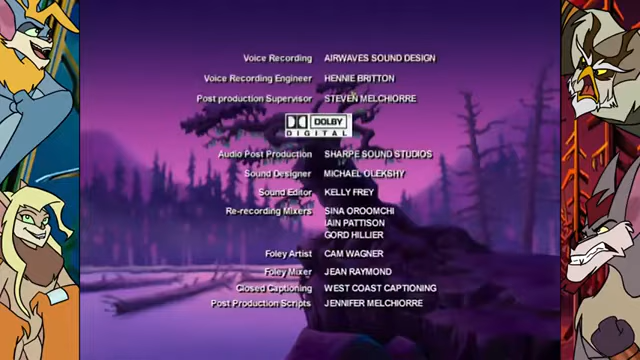 Voice Recording AIRWAVES SOUND DESIGN
Voice Recording Engineer HENNIE BRITTON
Post production Supervisor STEVEN MELCHIORRE
DOLBY
DIGITAL
Audio Post Production SHARPE SOUND STUDIOS
Sound Designer MICHAEL OLEKSHY
Sound Editor KELLY FREY
Re-recording Mixers SINA OROOMCHI
IAIN PATTISON
GORD HILLIER
Foley Artist CAM WAGNER
Foley Mixer JEAN RAYMOND
Closed Captioning WEST COAST CAPTIONING
Post Production Scripts JENNIFER MELCHIORRE